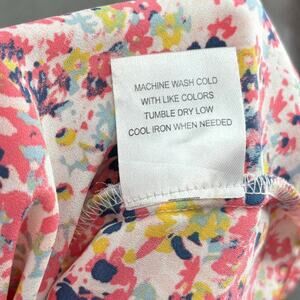 MACHINE WASH COLD
WITH LIKE COLORS
TUMBLE DRY LOW
COOL IRON WHEN NEEDED